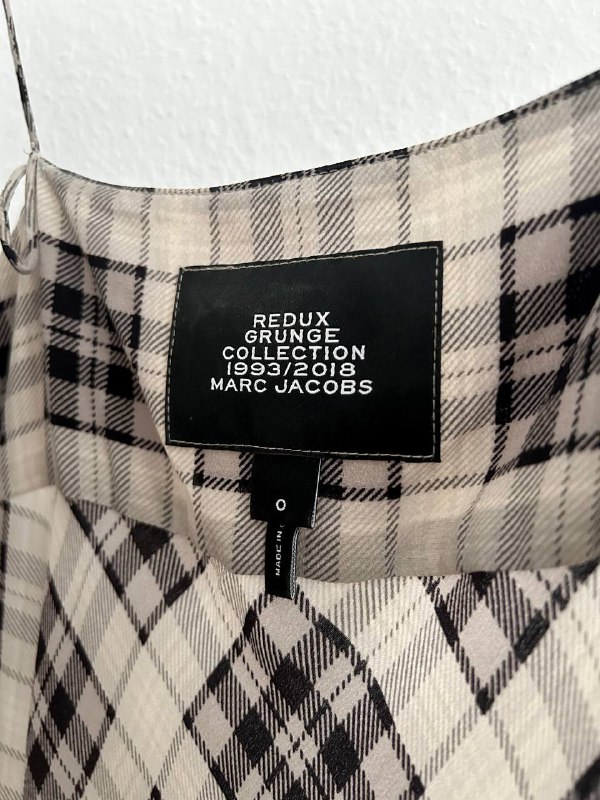 REDUX
GRUNGE
COLLECTION
1993/2018
MARC JACOBS
0
MADE IN